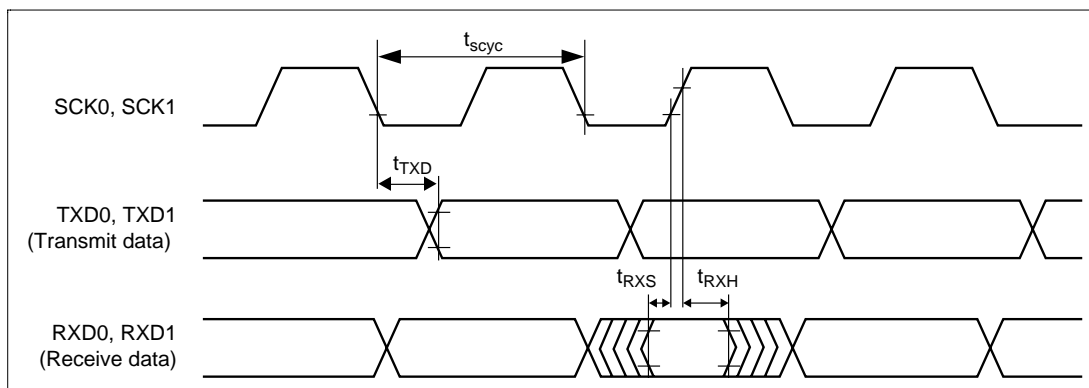 tscyc
SCK0, SCK1
tTXD
TXD0, TXD1
(Transmit data)
tRXS
tRXH
RXD0, RXD1
(Receive data)